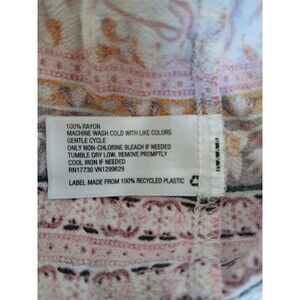 100% RAYON
MACHINE WASH COLD WITH LIKE COLORS
GENTLE CYCLE
ONLY NON-CHLORINE BLEACH IF NEEDED
TUMBLE DRY LOW, REMOVE PROMPTLY
COOL IRON IF NEEDED
RN17730 VN1299629
LABEL MADE FROM 100% RECYCLED PLASTIC